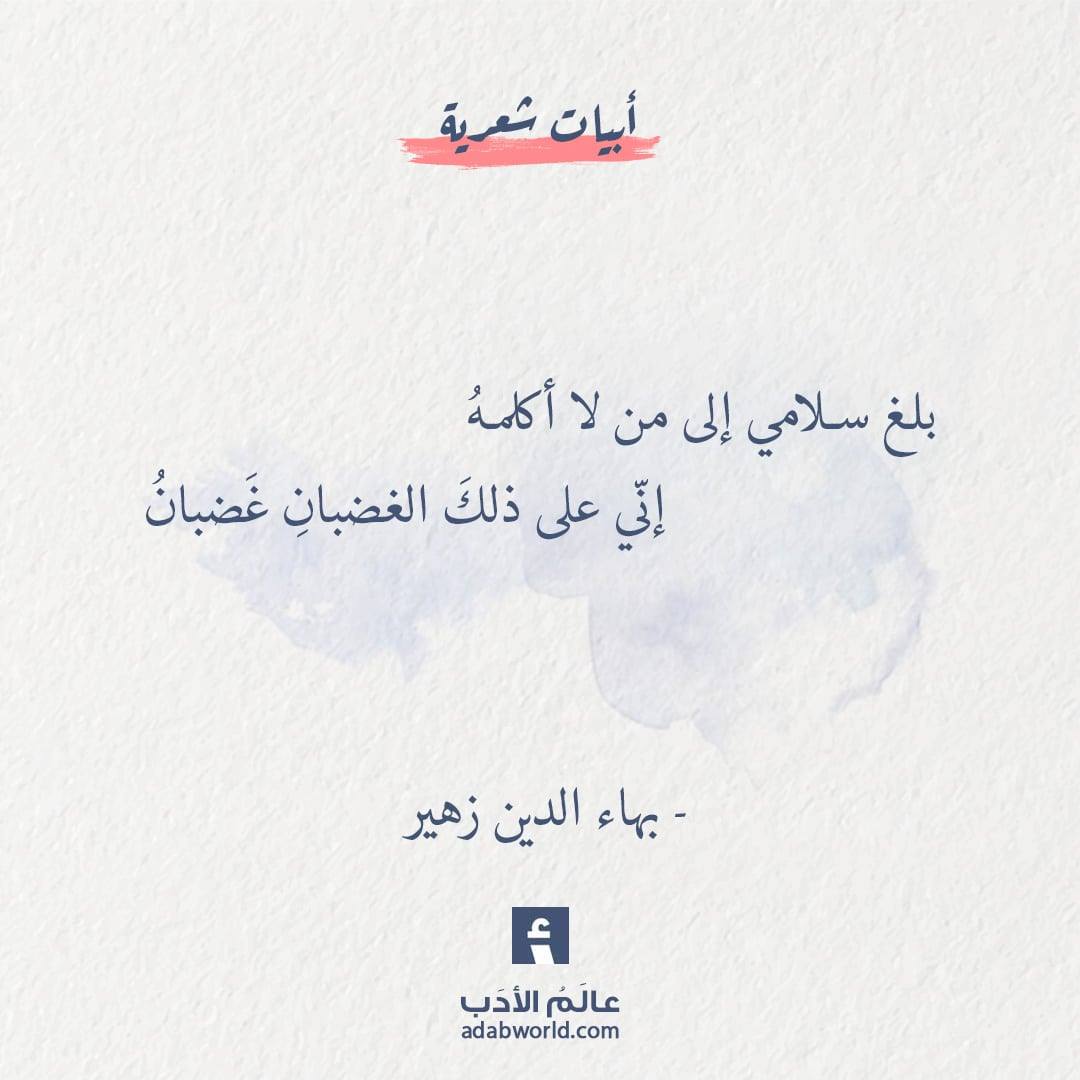 أبيات شعرية
بلغ سلامي إلى من لا أكلمهُ
إنّي على ذلكَ الغضبانِ غَضبانُ
- بهاء الدين زهير
أ
عالَمُ الأدَب
adabworld.com